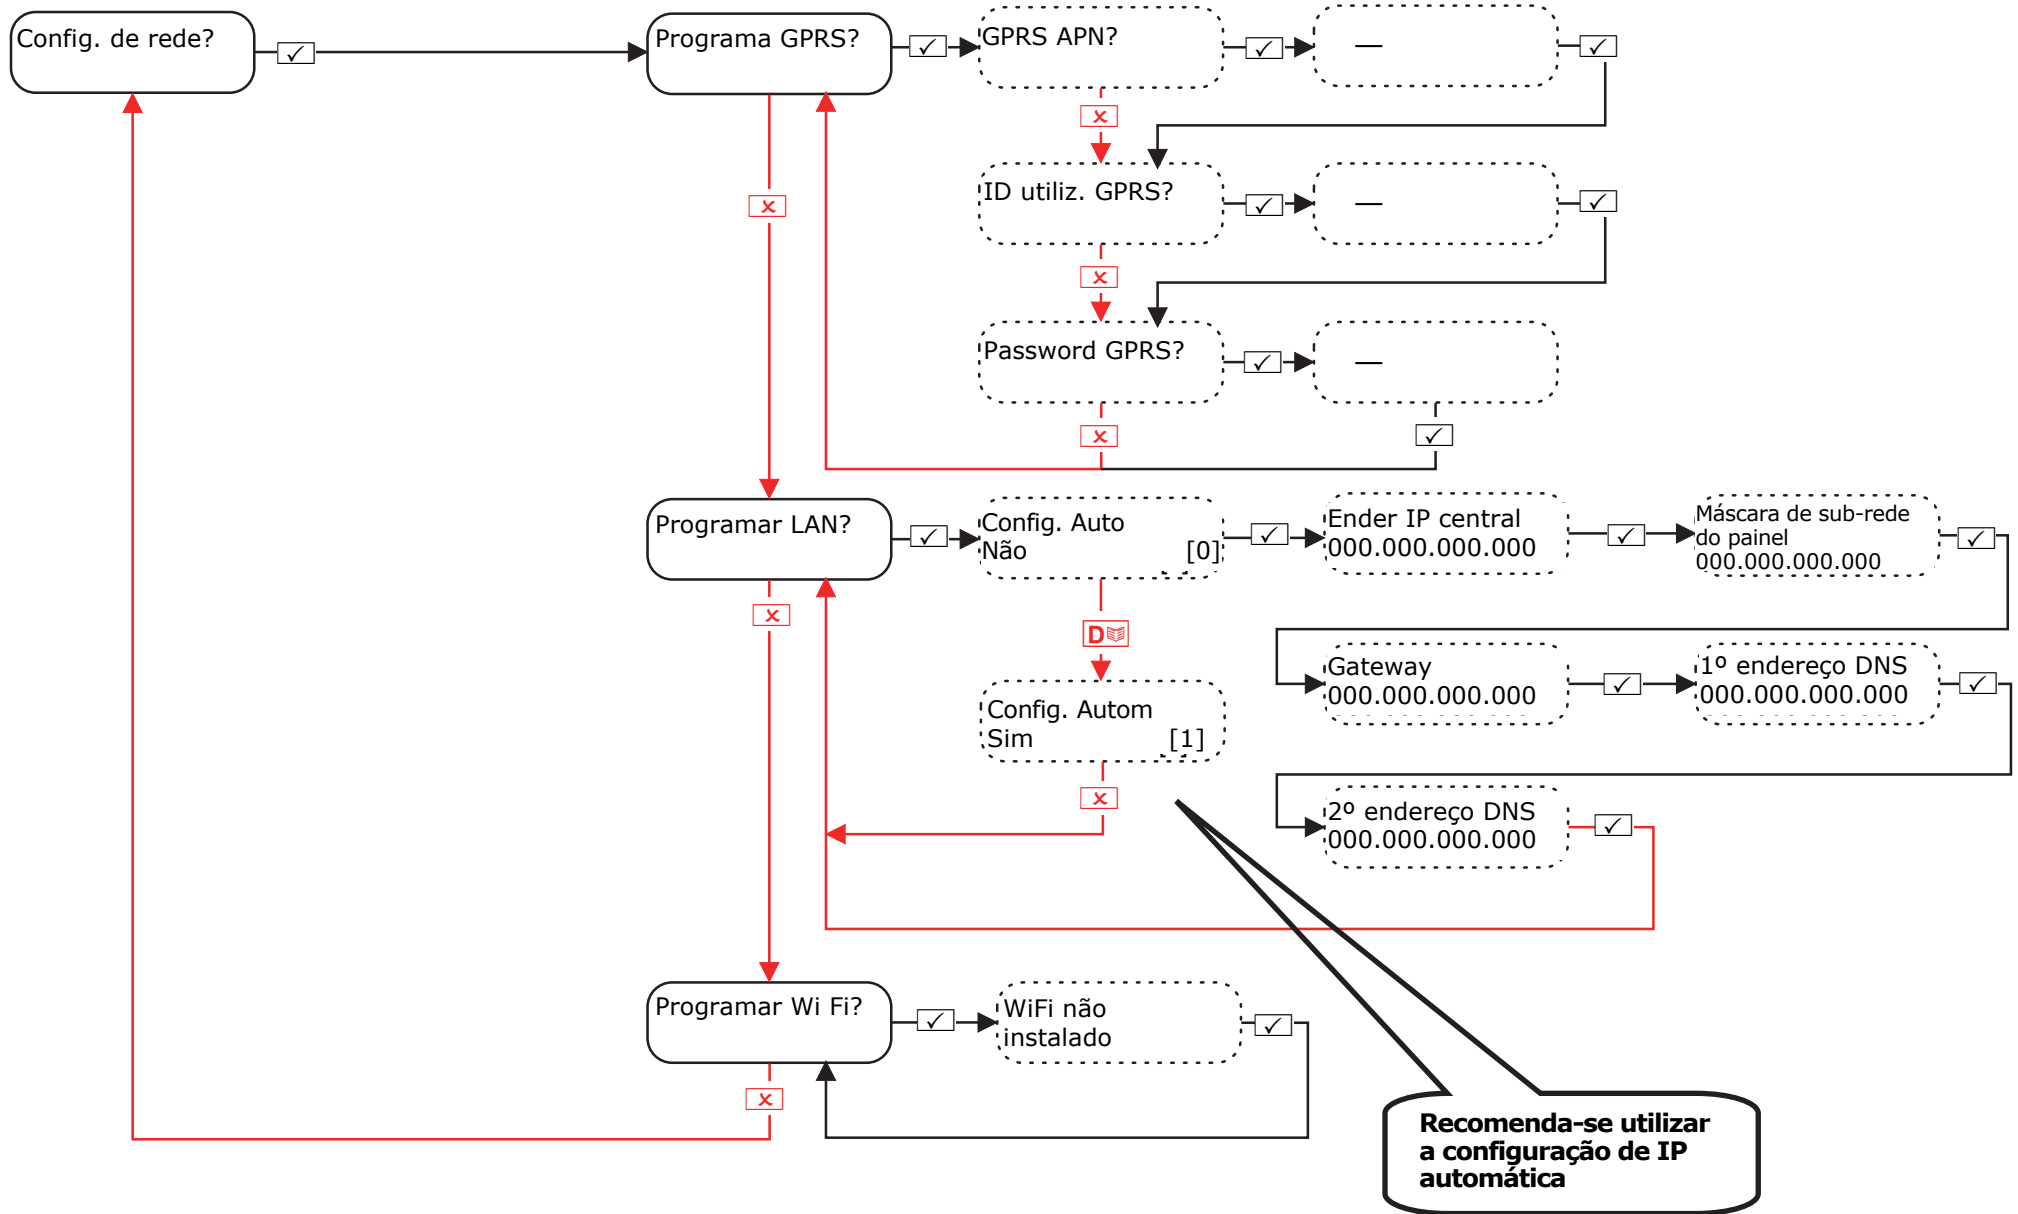 Config. de rede?
Programa GPRS?
GPRS APN?
—
ID utiliz. GPRS?
—
Password GPRS?
—
Programar LAN?
Config. Auto
Não [0]
Ender IP central
000.000.000.000
Máscara de sub-rede
do painel
000.000.000.000
D
Gateway
000.000.000.000
1º endereço DNS
000.000.000.000
Config. Autom
Sim [1]
2º endereço DNS
000.000.000.000
Programar Wi Fi?
WiFi não
instalado
Recomenda-se utilizar
a configuração de IP
automática